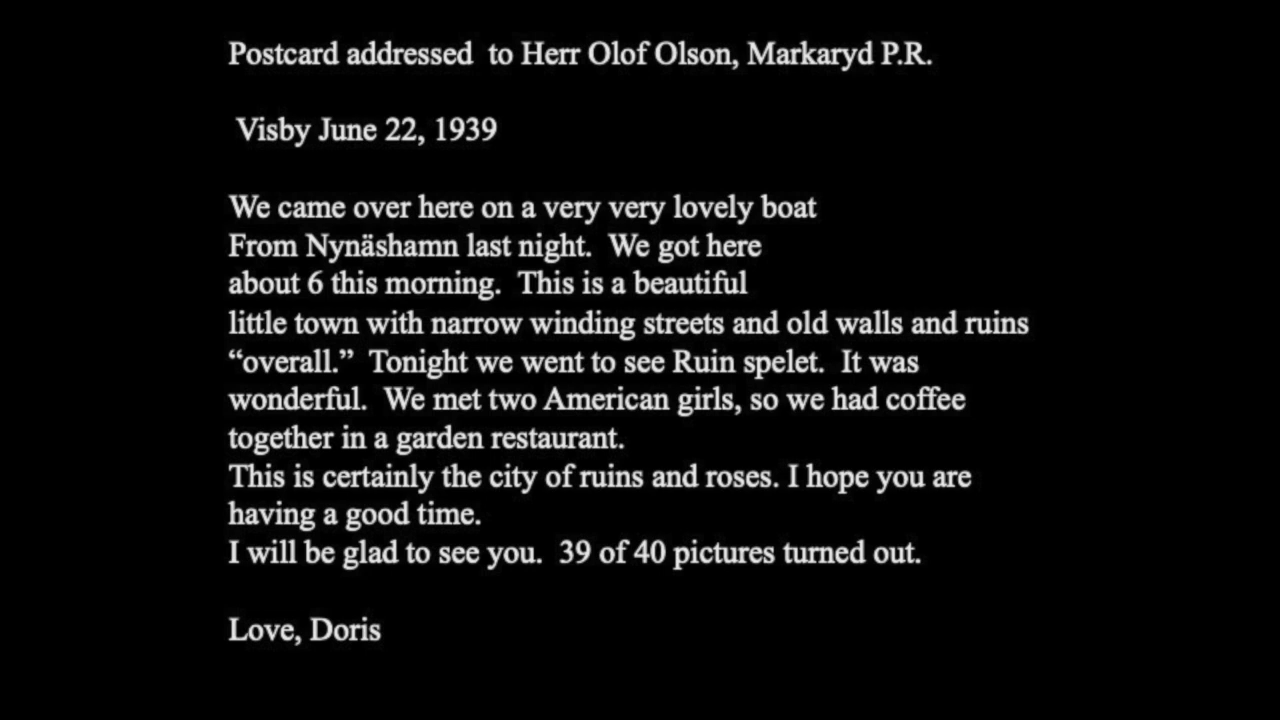 Postcard addressed  to Herr Olof Olson, Markaryd P.R.
Visby June 22, 1939
We came over here on a very very lovely boat
From Nynäshamn last night.  We got here
about 6 this morning.  This is a beautiful
little town with narrow winding streets and old walls and ruins
“overall.”  Tonight we went to see Ruin spelet.  It was
wonderful.  We met two American girls, so we had coffee
together in a garden restaurant.
This is certainly the city of ruins and roses. I hope you are
having a good time.
I will be glad to see you.  39 of 40 pictures turned out.
Love, Doris